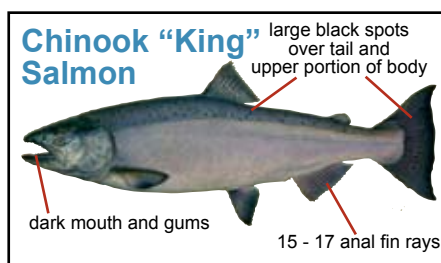 Chinook “King”
Salmon
large black spots
over tail and
upper portion of body
dark mouth and gums
15 - 17 anal fin rays